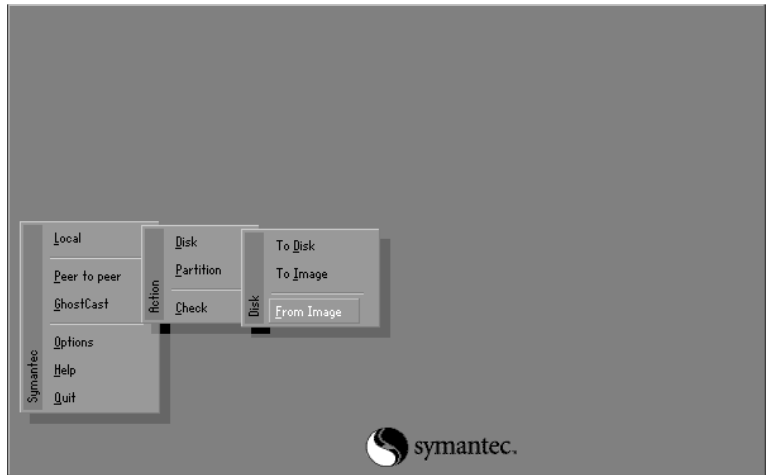 Local
Peer to peer
GhostCast
Options
Help
Quit
Symantec
Disk
Partition
Check
Action
To Disk
To Image
From Image
Disk
symantec.